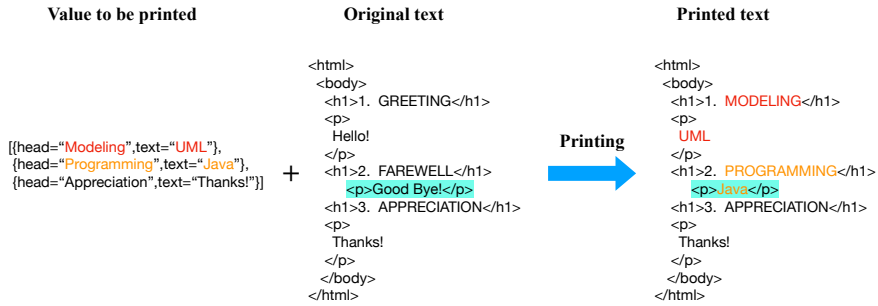 Value to be printed
[{head=“Modeling”,text=“UML”},
{head=“Programming”,text=“Java”},
{head=“Appreciation”,text=“Thanks!”}]
+
Original text
<html>
<body>
<h1>1. GREETING</h1>
<p>
Hello!
</p>
<h1>2. FAREWELL</h1>
<p>Good Bye!</p>
<h1>3. APPRECIATION</h1>
<p>
Thanks!
</p>
</body>
</html>
Printing
Printed text
<html>
<body>
<h1>1. MODELING</h1>
<p>
UML
</p>
<h1>2. PROGRAMMING</h1>
<p>Java</p>
<h1>3. APPRECIATION</h1>
<p>
Thanks!
</p>
</body>
</html>